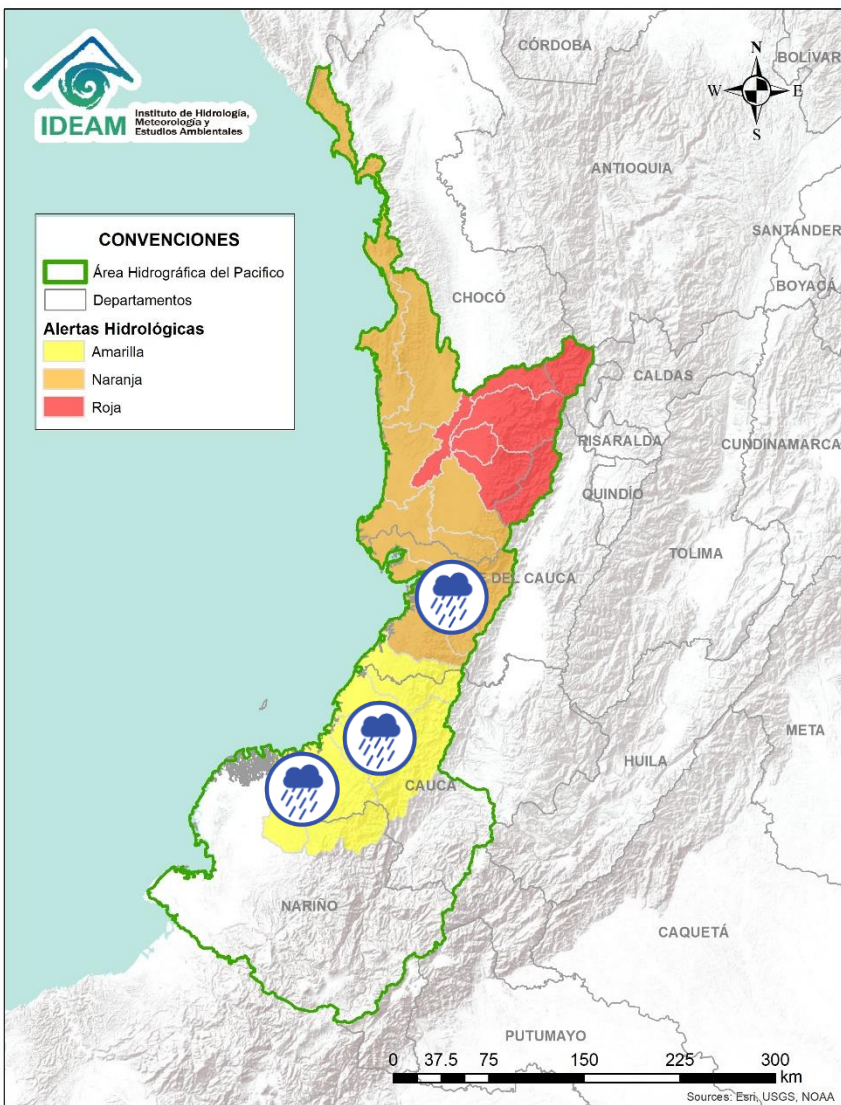 IDEAM
Instituto de Hidrología,
Meteorología y
Estudios Ambientales
N
W
E
S
CONVENCIONES
Área Hidrográfica del Pacifico
Departamentos
Alertas Hidrológicas
Amarilla
Naranja
Roja
CÓRDOBA
BOLÍVAR
ANTIOQUIA
SANTANDER
BOYACÁ
CHOCÓ
CALDAS
RISARALDA
CUNDINAMARCA
QUINDÍO
TOLIMA
DEL CAUCA
META
HUILA
CAUCA
NARIÑO
CAQUETÁ
PUTUMAYO
0 37.5 75 150 225 300
km
Sources: Esri, USGS, NOAA